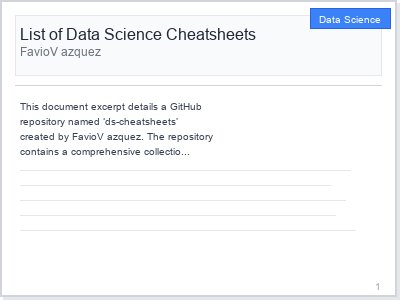 Data Science
List of Data Science Cheatsheets
FavioV azquez
This document excerpt details a GitHub
repository named 'ds-cheatsheets'
created by FavioV azquez. The repository
contains a comprehensive collectio...
1